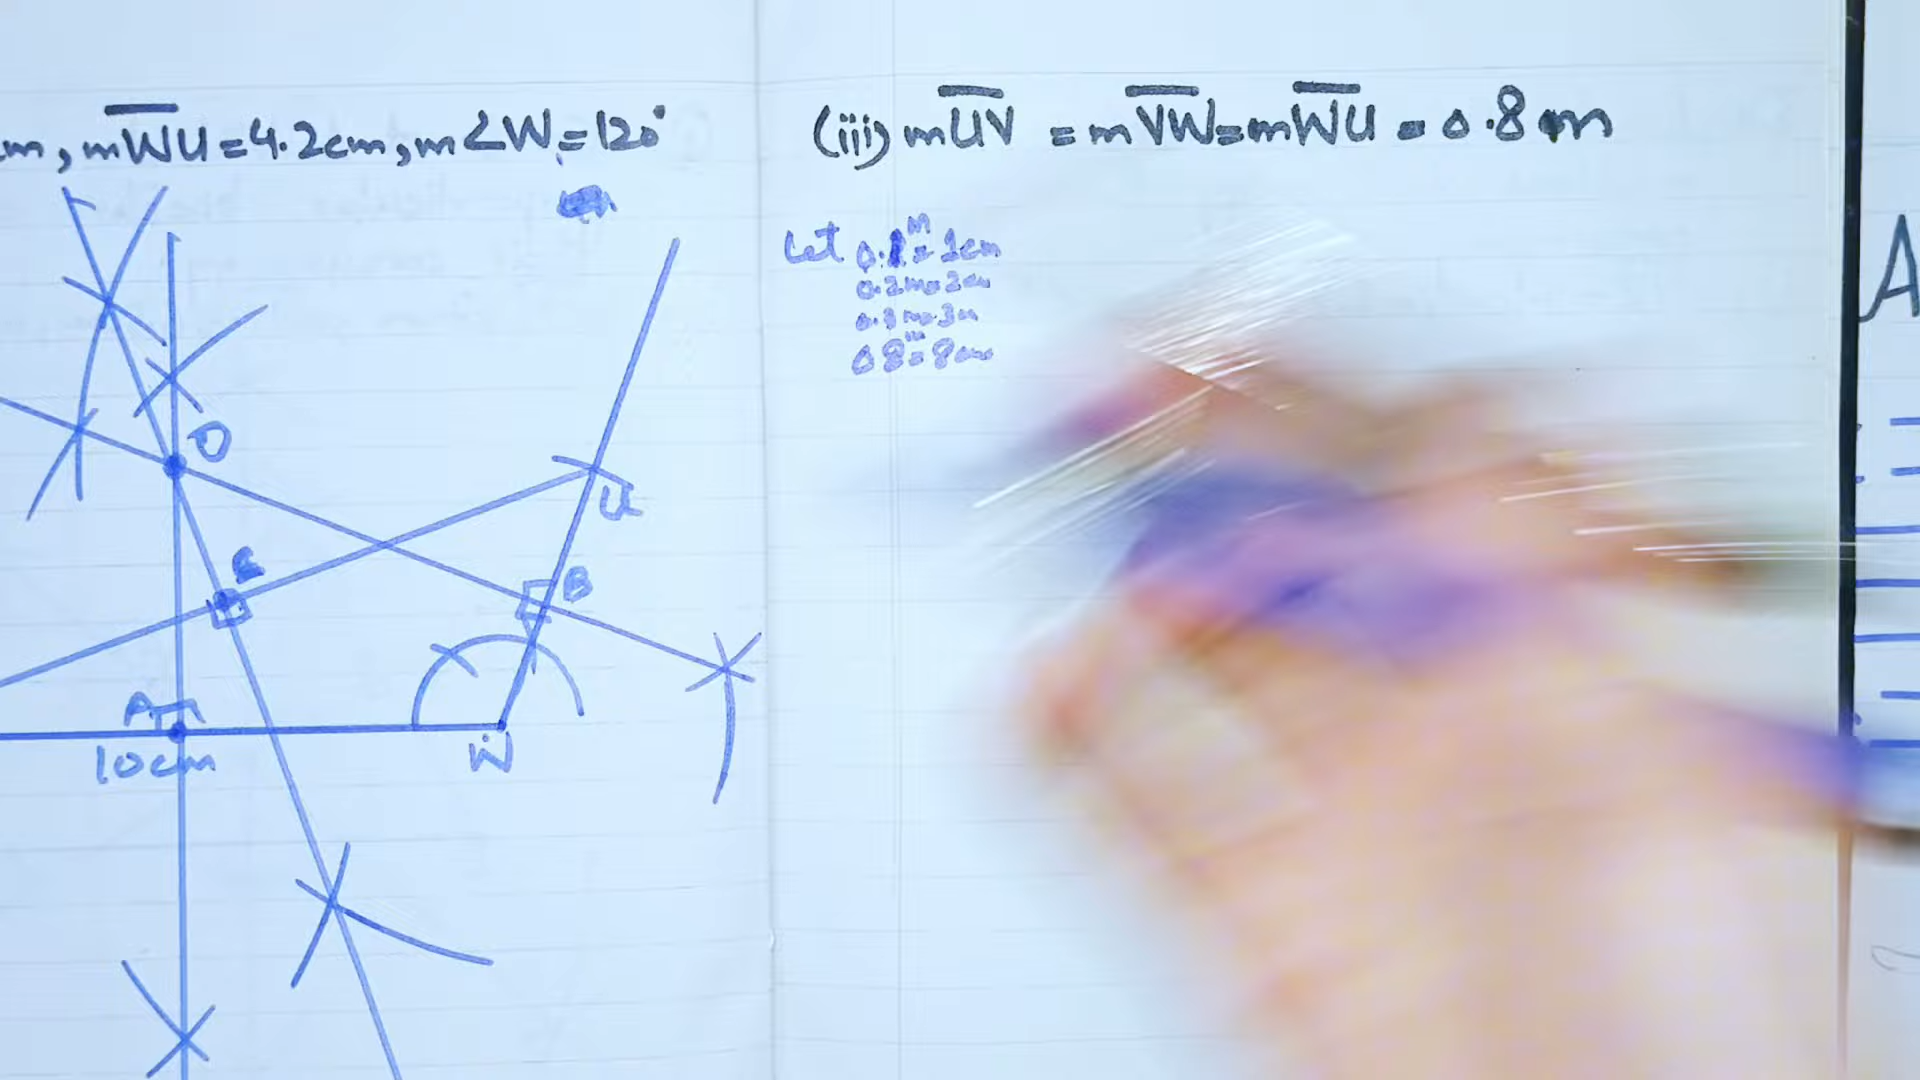 m, mWU=4.2cm, m∠W=120°
(iii) mUV = mVW=mWU = 0.8 m
Let 0.1m=1cm
0.2m=2cm
0.3m=3m
0.8m=8cm
O
U
C
B
A
10cm
W
A